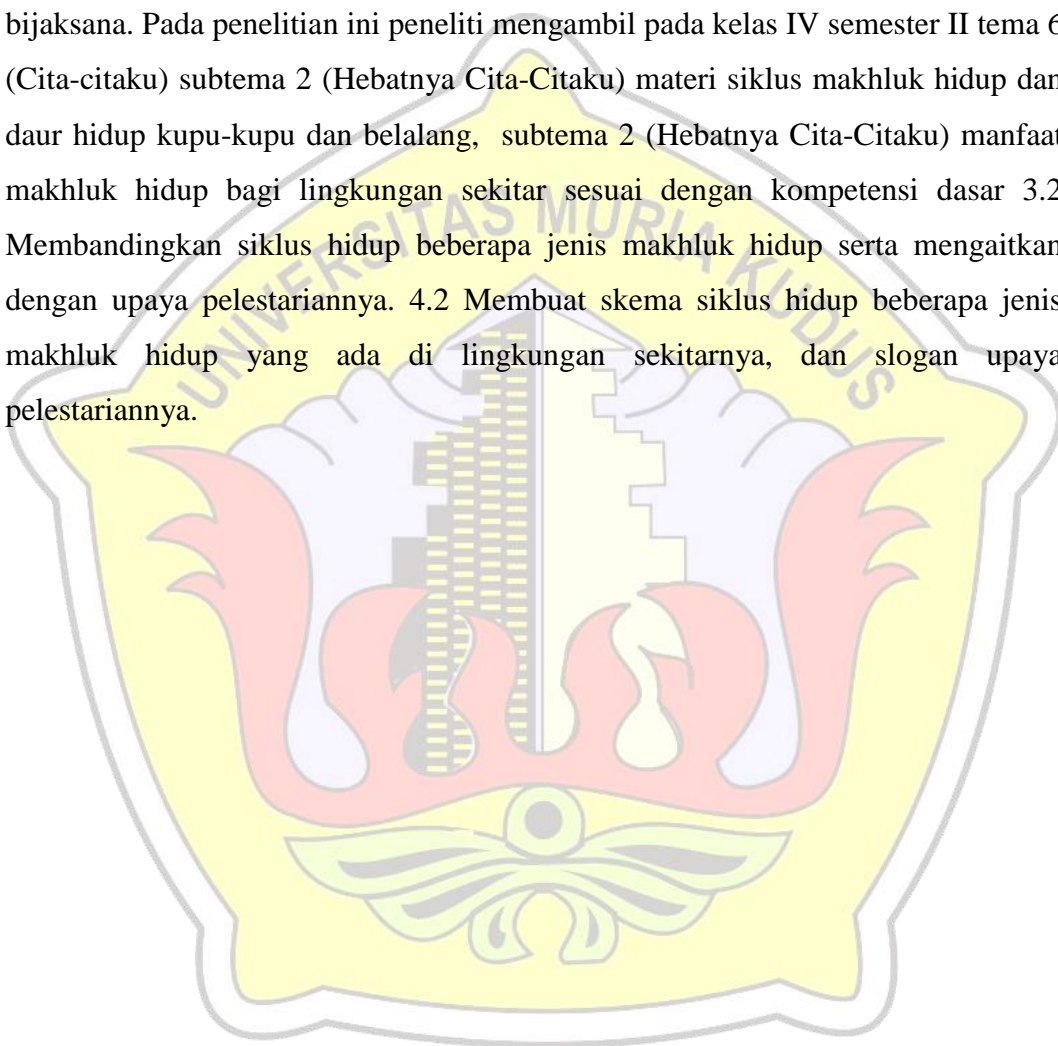 bijaksana. Pada penelitian ini peneliti mengambil pada kelas IV semester II tema 6
(Cita-citaku) subtema 2 (Hebatnya Cita-Citaku) materi siklus makhluk hidup dan
daur hidup kupu-kupu dan belalang, subtema 2 (Hebatnya Cita-Citaku) manfaat
makhluk hidup bagi lingkungan sekitar sesuai dengan kompetensi dasar 3.2
Membandingkan siklus hidup beberapa jenis makhluk hidup serta mengaitkan
dengan upaya pelestariannya. 4.2 Membuat skema siklus hidup beberapa jenis
makhluk hidup yang ada di lingkungan sekitarnya, dan slogan upaya
pelestariannya.
UNIVERSITAS MURIA KUDUS